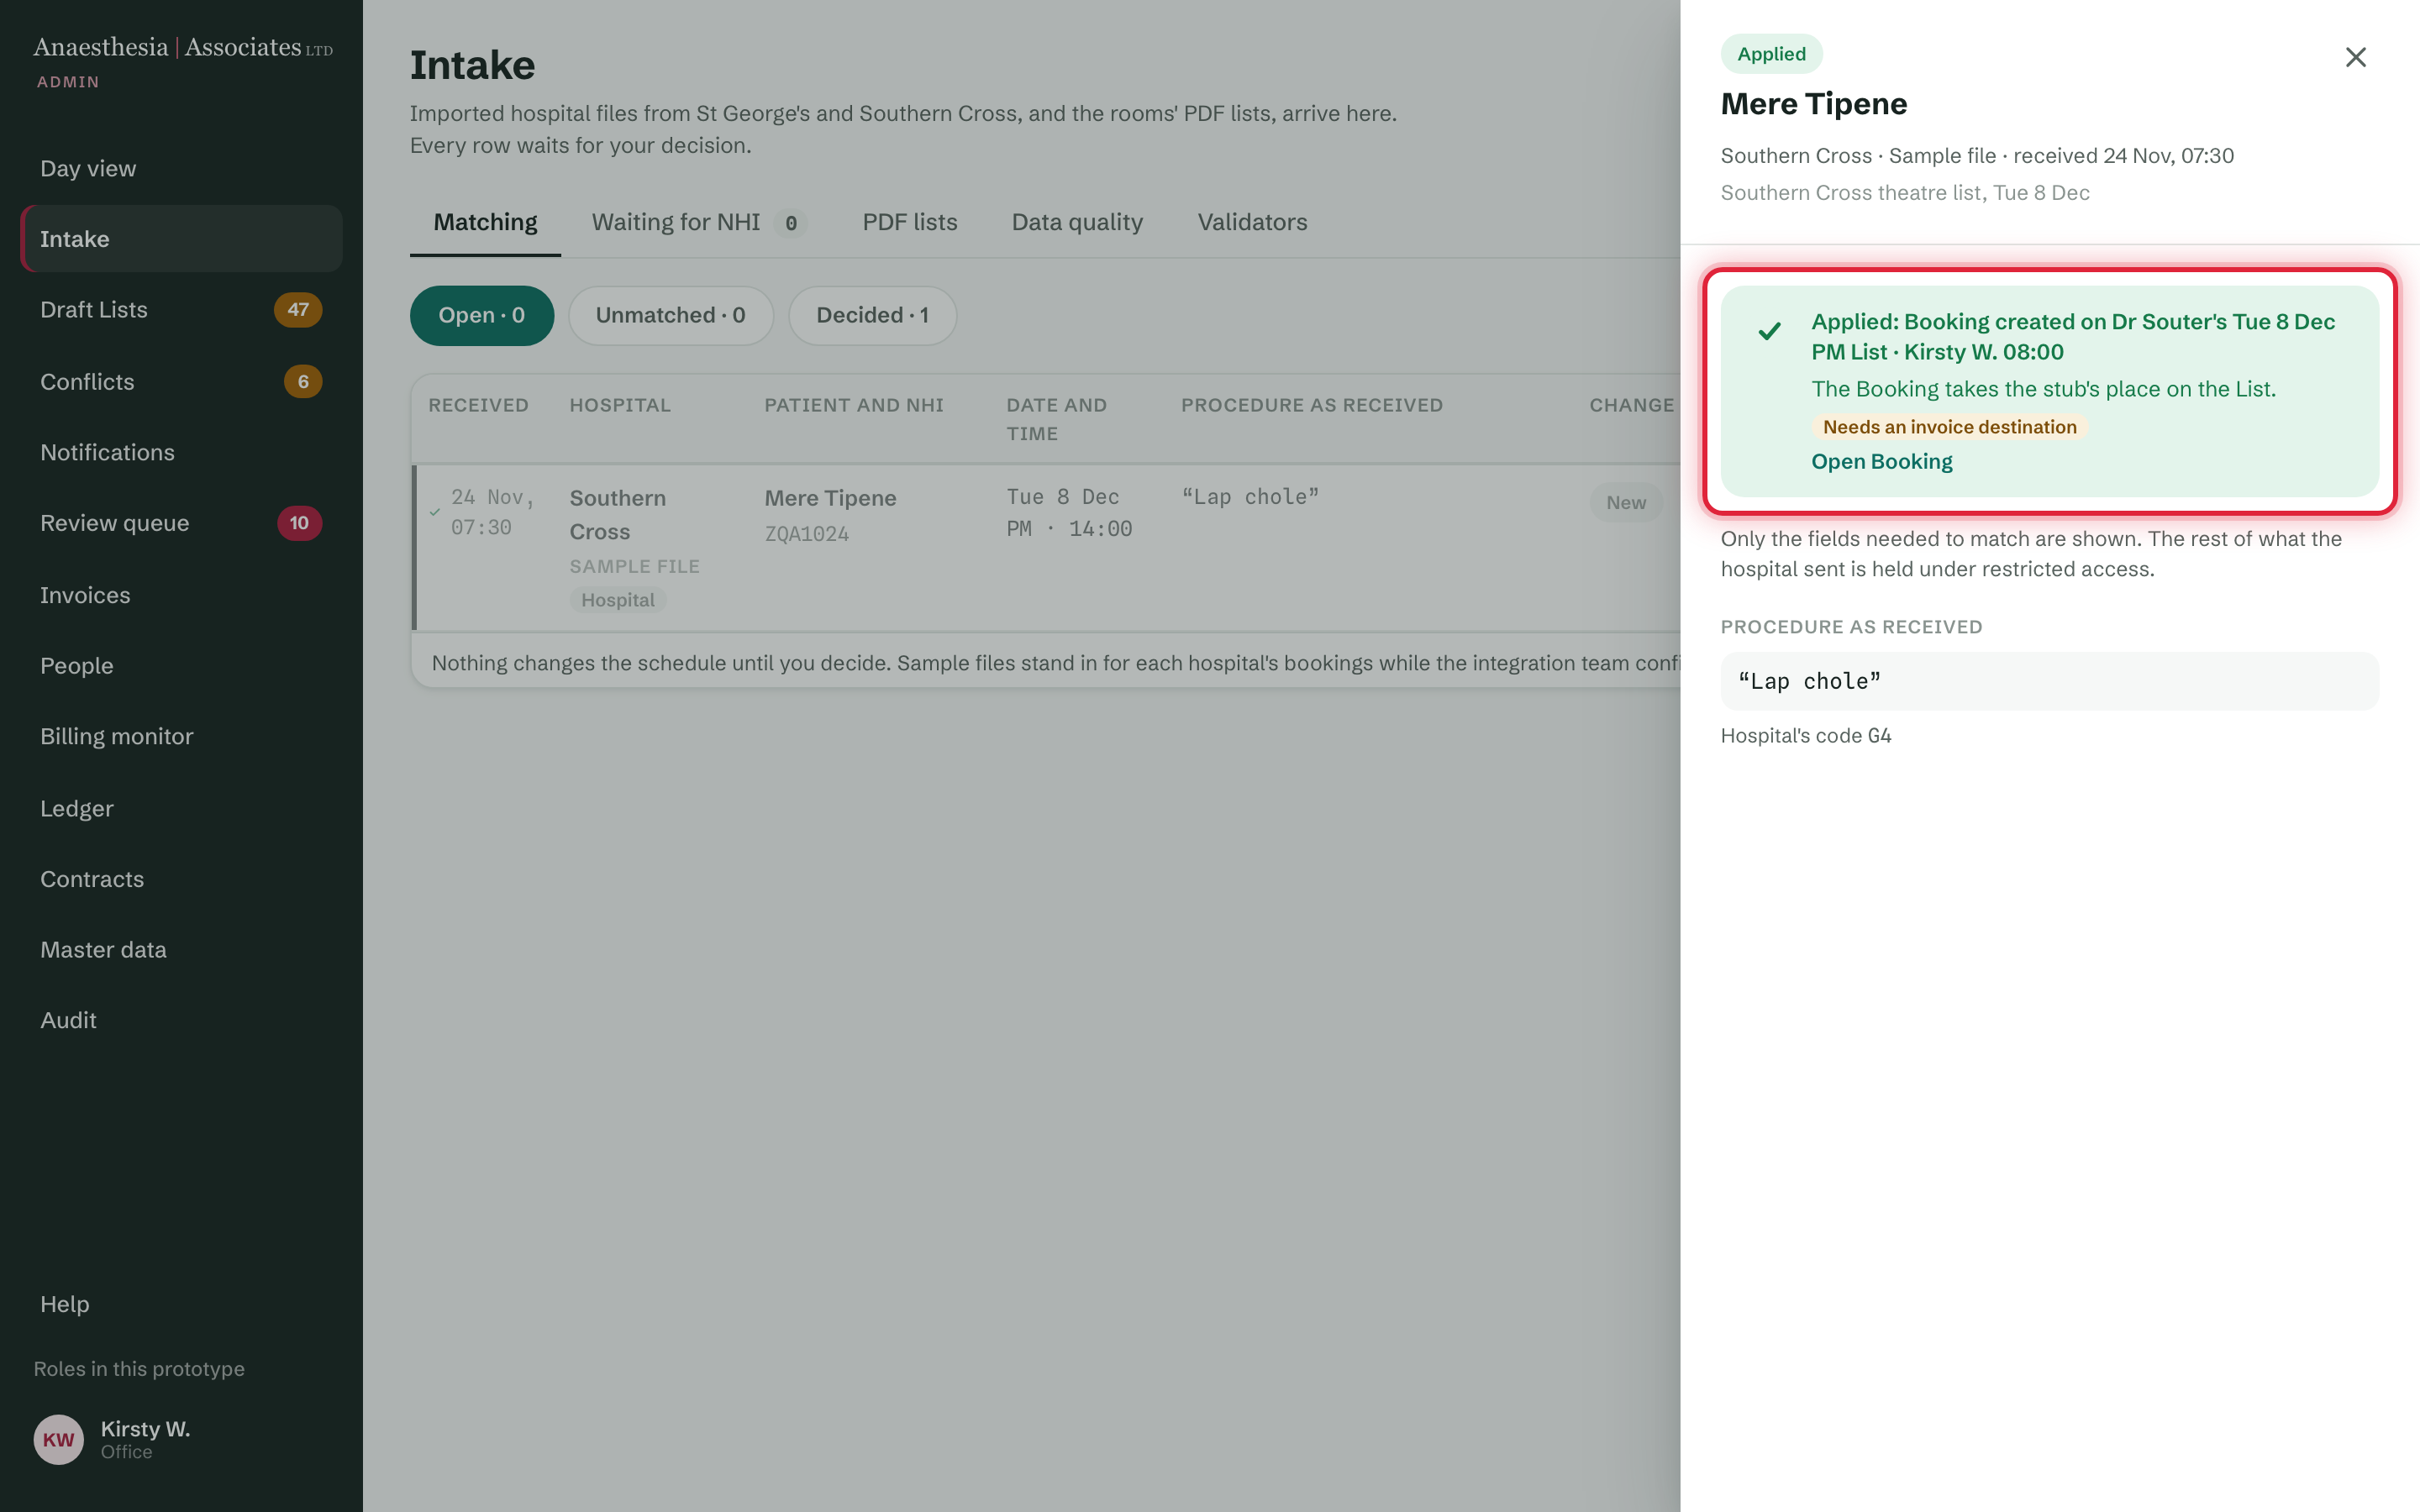 Anaesthesia | Associates LTD
ADMIN
Day view
Intake
Draft Lists 47
Conflicts 6
Notifications
Review queue 10
Invoices
People
Billing monitor
Ledger
Contracts
Master data
Audit
Help
Roles in this prototype
KW
Kirsty W.
Office
Intake
Imported hospital files from St George's and Southern Cross, and the rooms' PDF lists, arrive here.
Every row waits for your decision.
Matching Waiting for NHI 0 PDF lists Data quality Validators
Open · 0 Unmatched · 0 Decided · 1
RECEIVED HOSPITAL PATIENT AND NHI DATE AND TIME PROCEDURE AS RECEIVED CHANGE
24 Nov, 07:30
Southern Cross
SAMPLE FILE
Hospital
Mere Tipene
ZQA1024
Tue 8 Dec
PM · 14:00
“Lap chole”
New
Nothing changes the schedule until you decide. Sample files stand in for each hospital's bookings while the integration team
Applied
Mere Tipene
Southern Cross · Sample file · received 24 Nov, 07:30
Southern Cross theatre list, Tue 8 Dec
Applied: Booking created on Dr Souter's Tue 8 Dec
PM List · Kirsty W. 08:00
The Booking takes the stub's place on the List.
Needs an invoice destination
Open Booking
Only the fields needed to match are shown. The rest of what the
hospital sent is held under restricted access.
PROCEDURE AS RECEIVED
“Lap chole”
Hospital's code G4